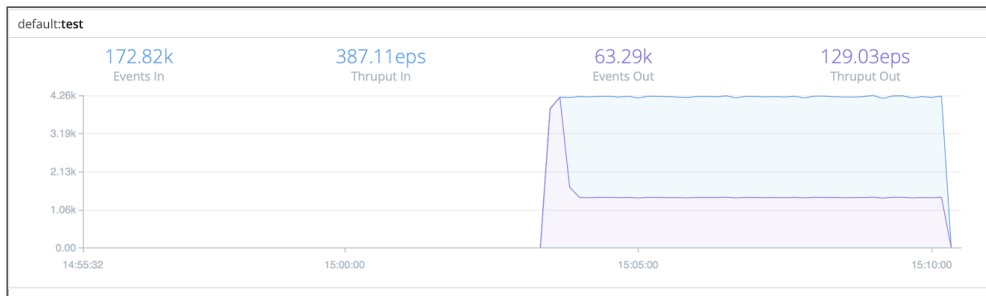 default:test
172.82k 387.11eps 63.29k 129.03eps
Events In Thruput In Events Out Thruput Out
4.26k
3.19k
2.13k
1.06k
0.00
14:55:32 15:00:00 15:05:00 15:10:00